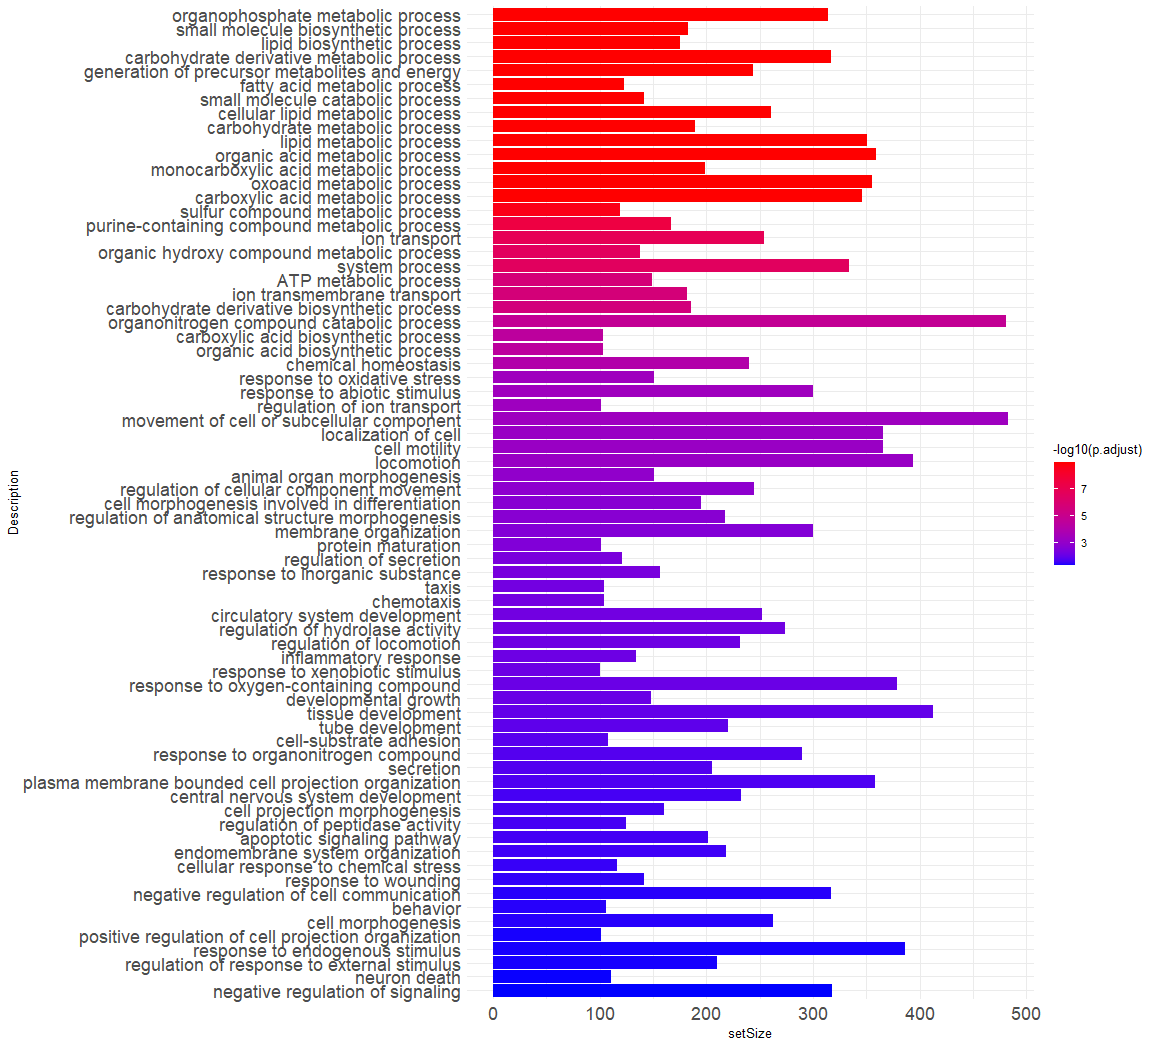 organophosphate metabolic process
small molecule biosynthetic process
lipid biosynthetic process
carbohydrate derivative metabolic process
generation of precursor metabolites and energy
fatty acid metabolic process
small molecule catabolic process
cellular lipid metabolic process
carbohydrate metabolic process
lipid metabolic process
organic acid metabolic process
monocarboxylic acid metabolic process
oxoacid metabolic process
carboxylic acid metabolic process
sulfur compound metabolic process
purine-containing compound metabolic process
ion transport
organic hydroxy compound metabolic process
system process
ATP metabolic process
ion transmembrane transport
carbohydrate derivative biosynthetic process
organonitrogen compound catabolic process
carboxylic acid biosynthetic process
organic acid biosynthetic process
chemical homeostasis
response to oxidative stress
response to abiotic stimulus
regulation of ion transport
movement of cell or subcellular component
localization of cell
cell motility
locomotion
animal organ morphogenesis
regulation of cellular component movement
cell morphogenesis involved in differentiation
regulation of anatomical structure morphogenesis
membrane organization
protein maturation
regulation of secretion
response to inorganic substance
taxis
chemotaxis
circulatory system development
regulation of hydrolase activity
regulation of locomotion
inflammatory response
response to xenobiotic stimulus
response to oxygen-containing compound
developmental growth
tissue development
tube development
cell-substrate adhesion
response to organonitrogen compound
secretion
plasma membrane bounded cell projection organization
central nervous system development
cell projection morphogenesis
regulation of peptidase activity
apoptotic signaling pathway
endomembrane system organization
cellular response to chemical stress
response to wounding
negative regulation of cell communication
behavior
cell morphogenesis
positive regulation of cell projection organization
response to endogenous stimulus
regulation of response to external stimulus
neuron death
negative regulation of signaling
Description
0 100 200 300 400 500
setSize
-log10(p.adjust)
7
5
3